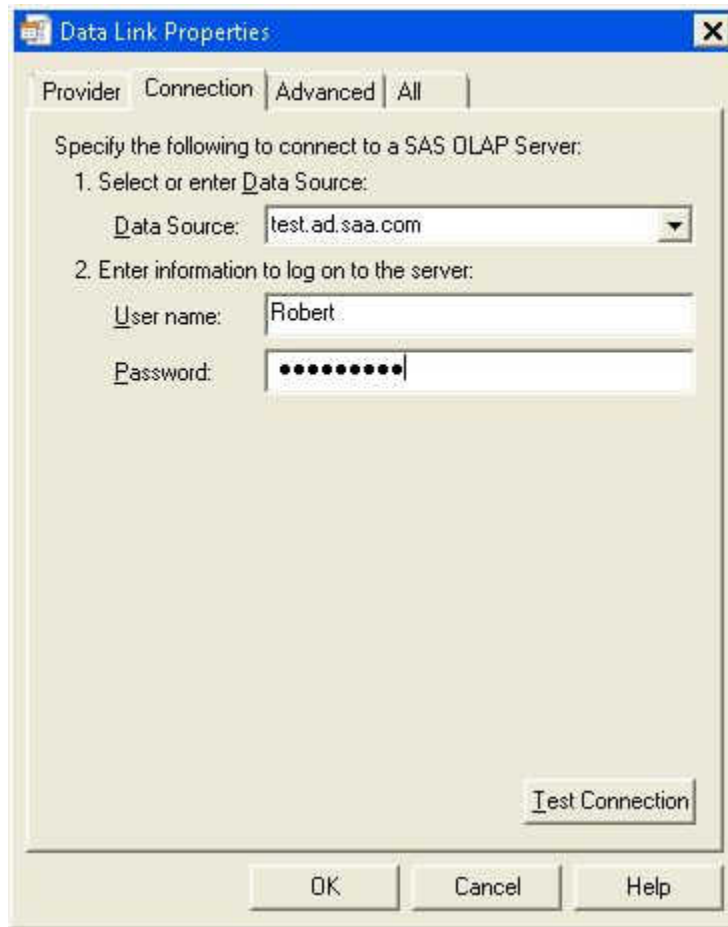 Data Link Properties
Provider Connection Advanced All
Specify the following to connect to a SAS OLAP Server:
1. Select or enter Data Source:
Data Source: test.ad.saa.com
2. Enter information to log on to the server:
User name: Robert
Password: ●●●●●●●●●
Test Connection
OK Cancel Help